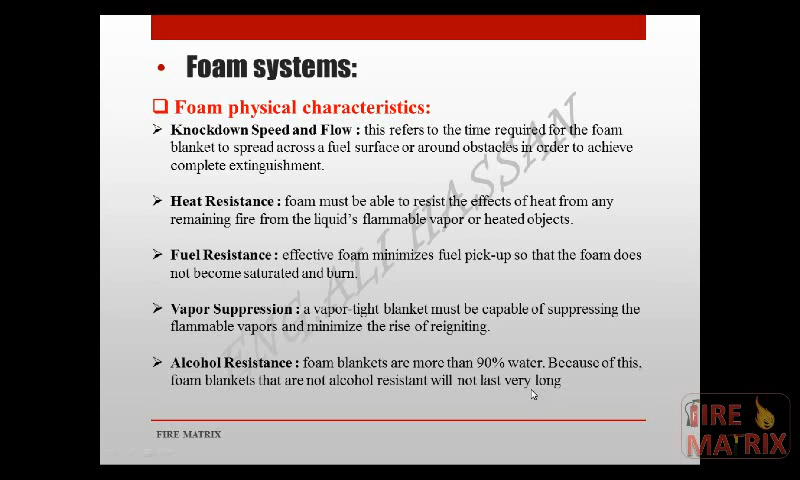 • Foam systems:
❑ Foam physical characteristics:
➢ Knockdown Speed and Flow : this refers to the time required for the foam
blanket to spread across a fuel surface or around obstacles in order to achieve
complete extinguishment.
➢ Heat Resistance : foam must be able to resist the effects of heat from any
remaining fire from the liquid's flammable vapor or heated objects.
➢ Fuel Resistance : effective foam minimizes fuel pick-up so that the foam does
not become saturated and burn.
➢ Vapor Suppression : a vapor-tight blanket must be capable of suppressing the
flammable vapors and minimize the rise of reigniting.
➢ Alcohol Resistance : foam blankets are more than 90% water. Because of this,
foam blankets that are not alcohol resistant will not last very long
ENG.ALI HASSAN
FIRE MATRIX
FIRE
MATRIX